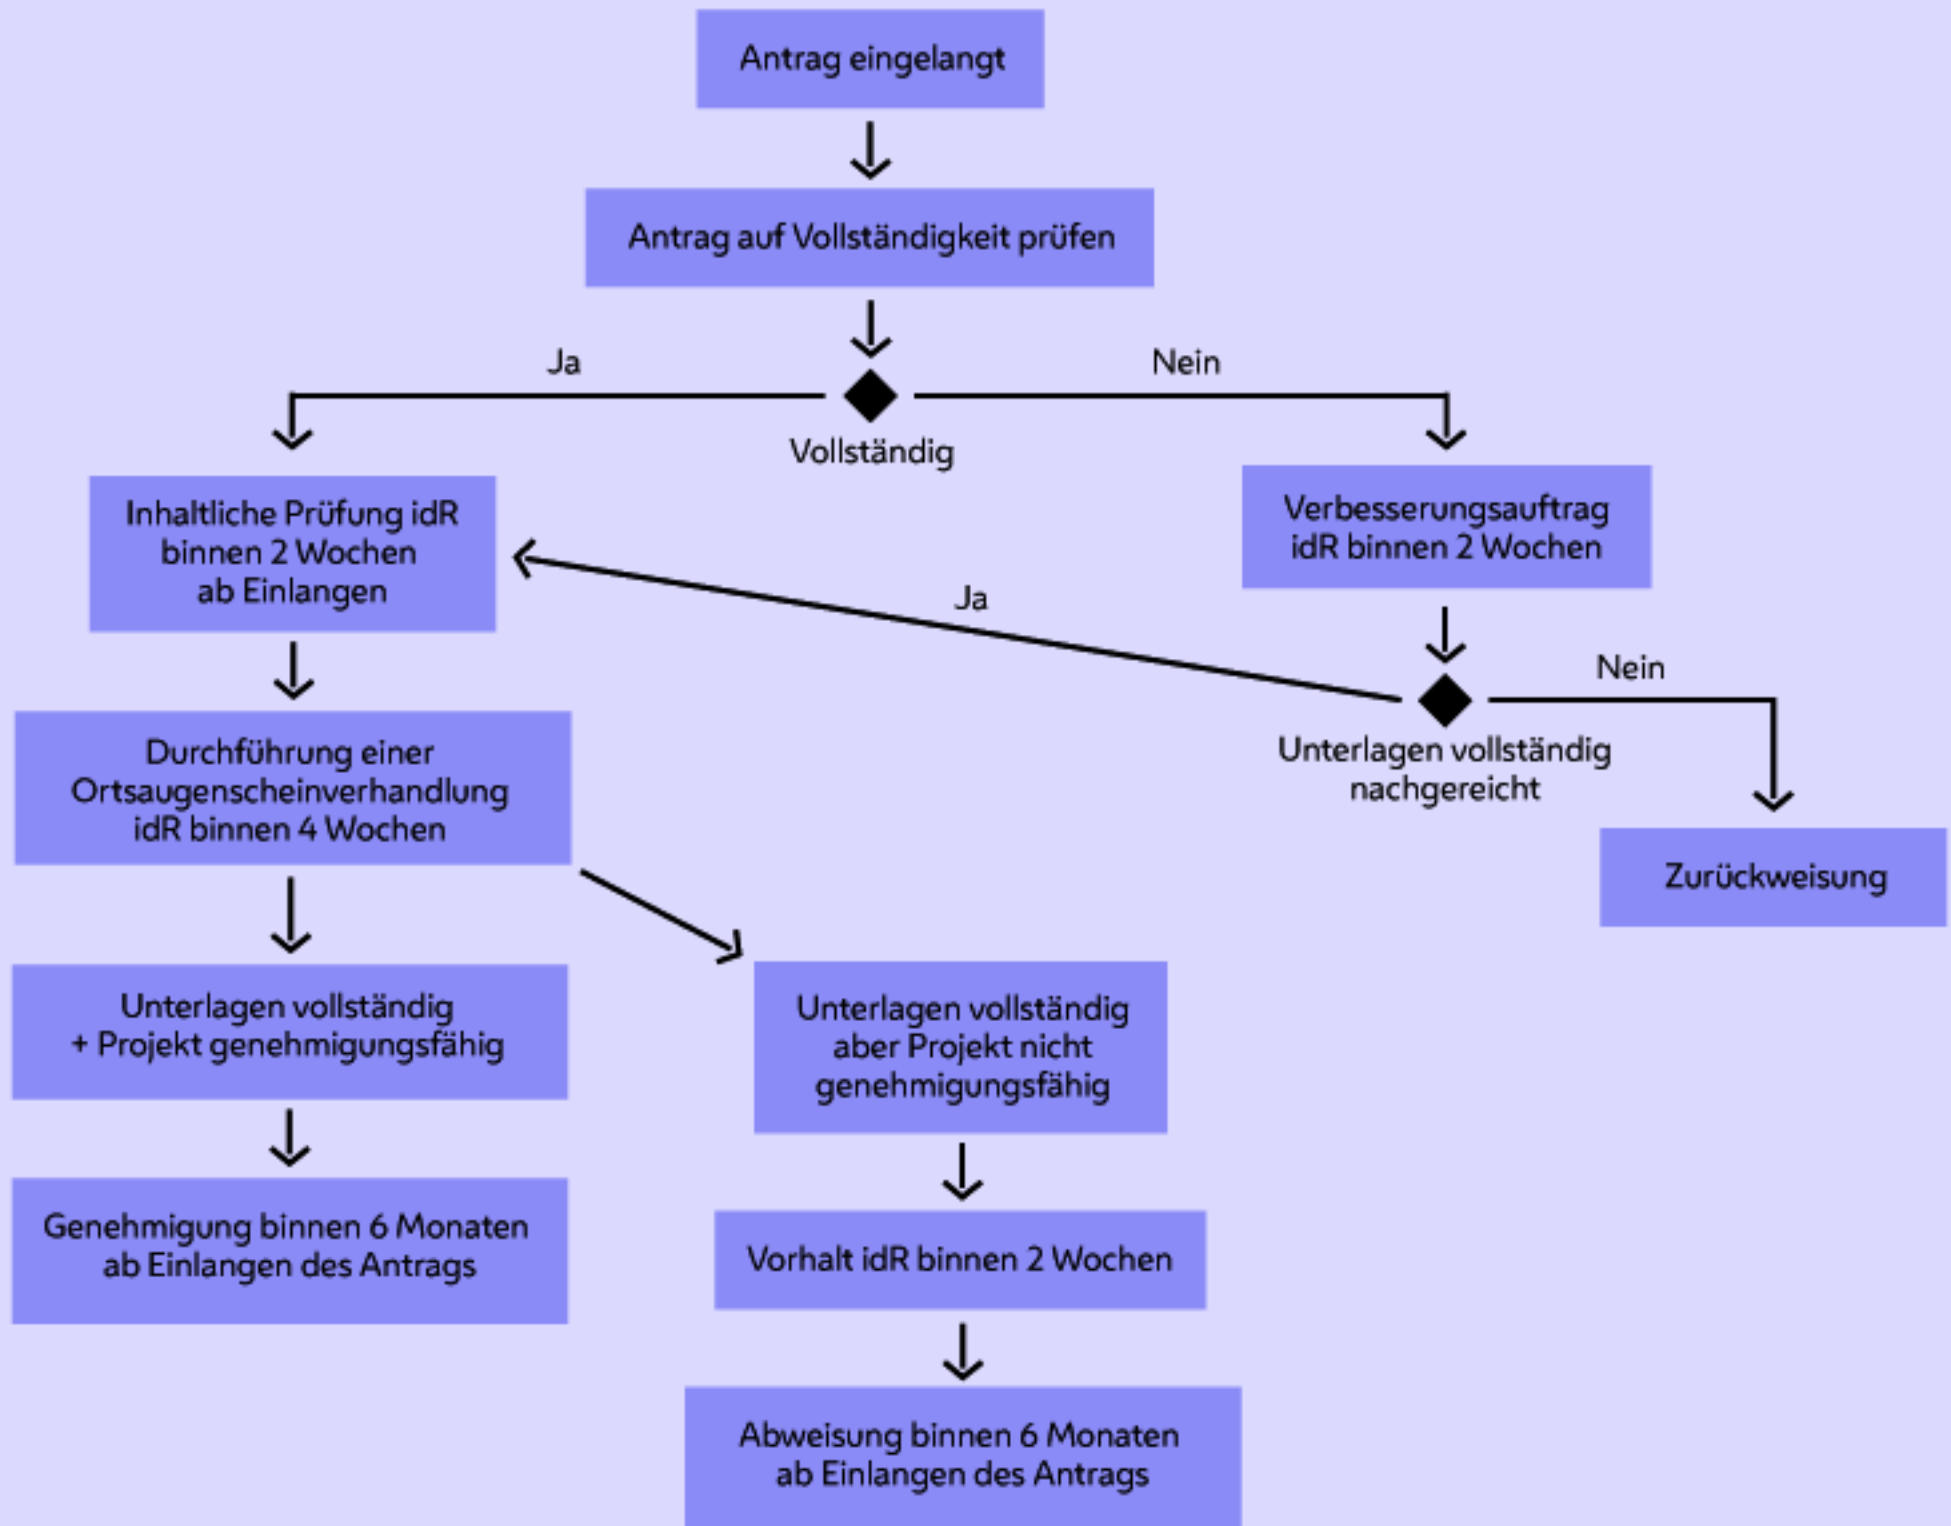 Antrag eingelangt
Antrag auf Vollständigkeit prüfen
Ja
Nein
Vollständig
Inhaltliche Prüfung idR
binnen 2 Wochen
ab Einlangen
Verbesserungsauftrag
idR binnen 2 Wochen
Ja
Nein
Unterlagen vollständig
nachgereicht
Durchführung einer
Ortsaugenscheinverhandlung
idR binnen 4 Wochen
Zurückweisung
Unterlagen vollständig
+ Projekt genehmigungsfähig
Unterlagen vollständig
aber Projekt nicht
genehmigungsfähig
Genehmigung binnen 6 Monaten
ab Einlangen des Antrags
Vorhalt idR binnen 2 Wochen
Abweisung binnen 6 Monaten
ab Einlangen des Antrags